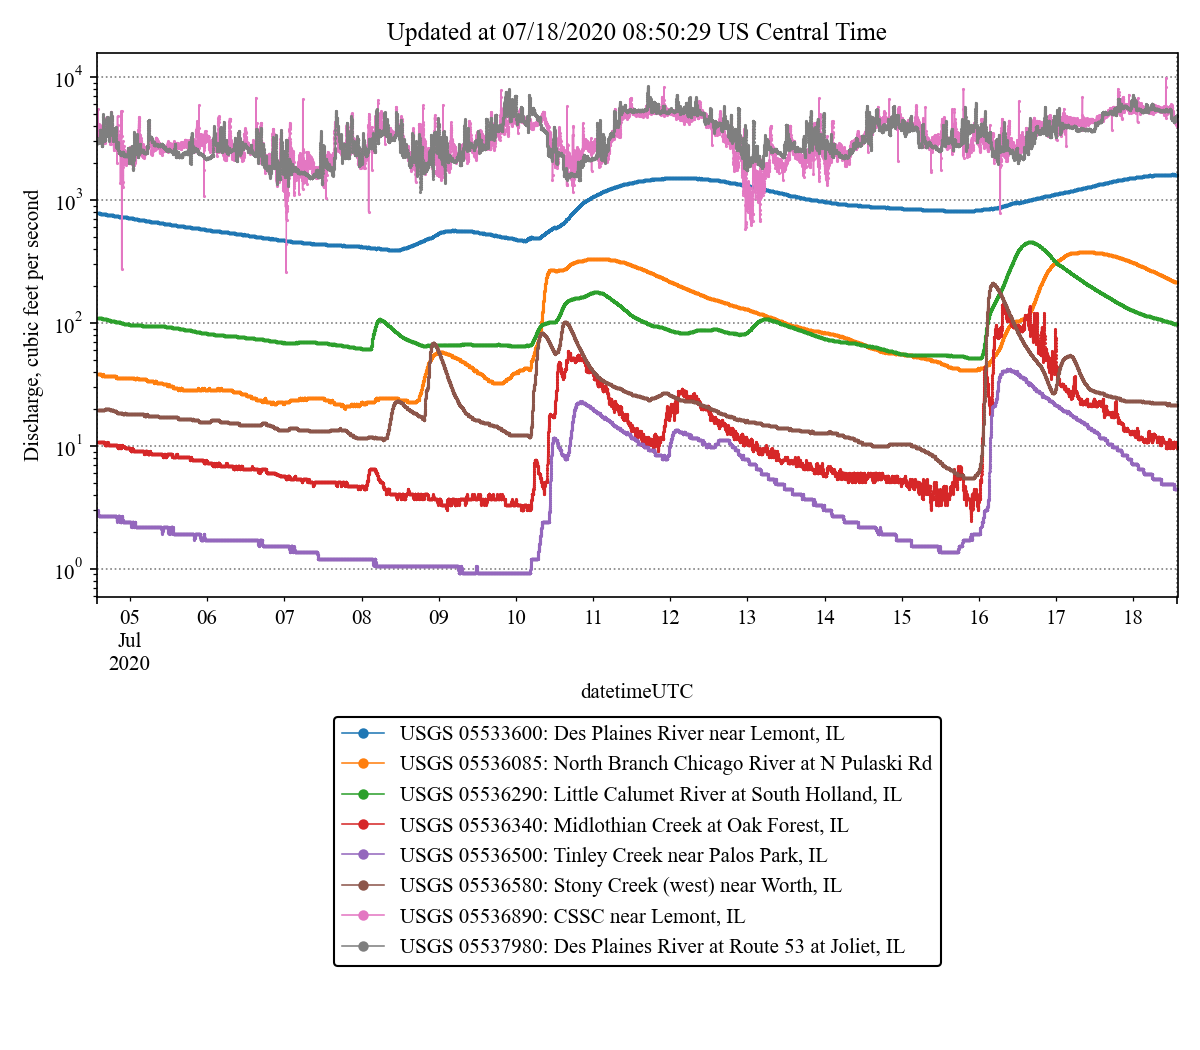 Updated at 07/18/2020 08:50:29 US Central Time
Discharge, cubic feet per second
10^4
10^3
10^2
10^1
10^0
05 06 07 08 09 10 11 12 13 14 15 16 17 18
Jul
2020
datetimeUTC
USGS 05533600: Des Plaines River near Lemont, IL
USGS 05536085: North Branch Chicago River at N Pulaski Rd
USGS 05536290: Little Calumet River at South Holland, IL
USGS 05536340: Midlothian Creek at Oak Forest, IL
USGS 05536500: Tinley Creek near Palos Park, IL
USGS 05536580: Stony Creek (west) near Worth, IL
USGS 05536890: CSSC near Lemont, IL
USGS 05537980: Des Plaines River at Route 53 at Joliet, IL